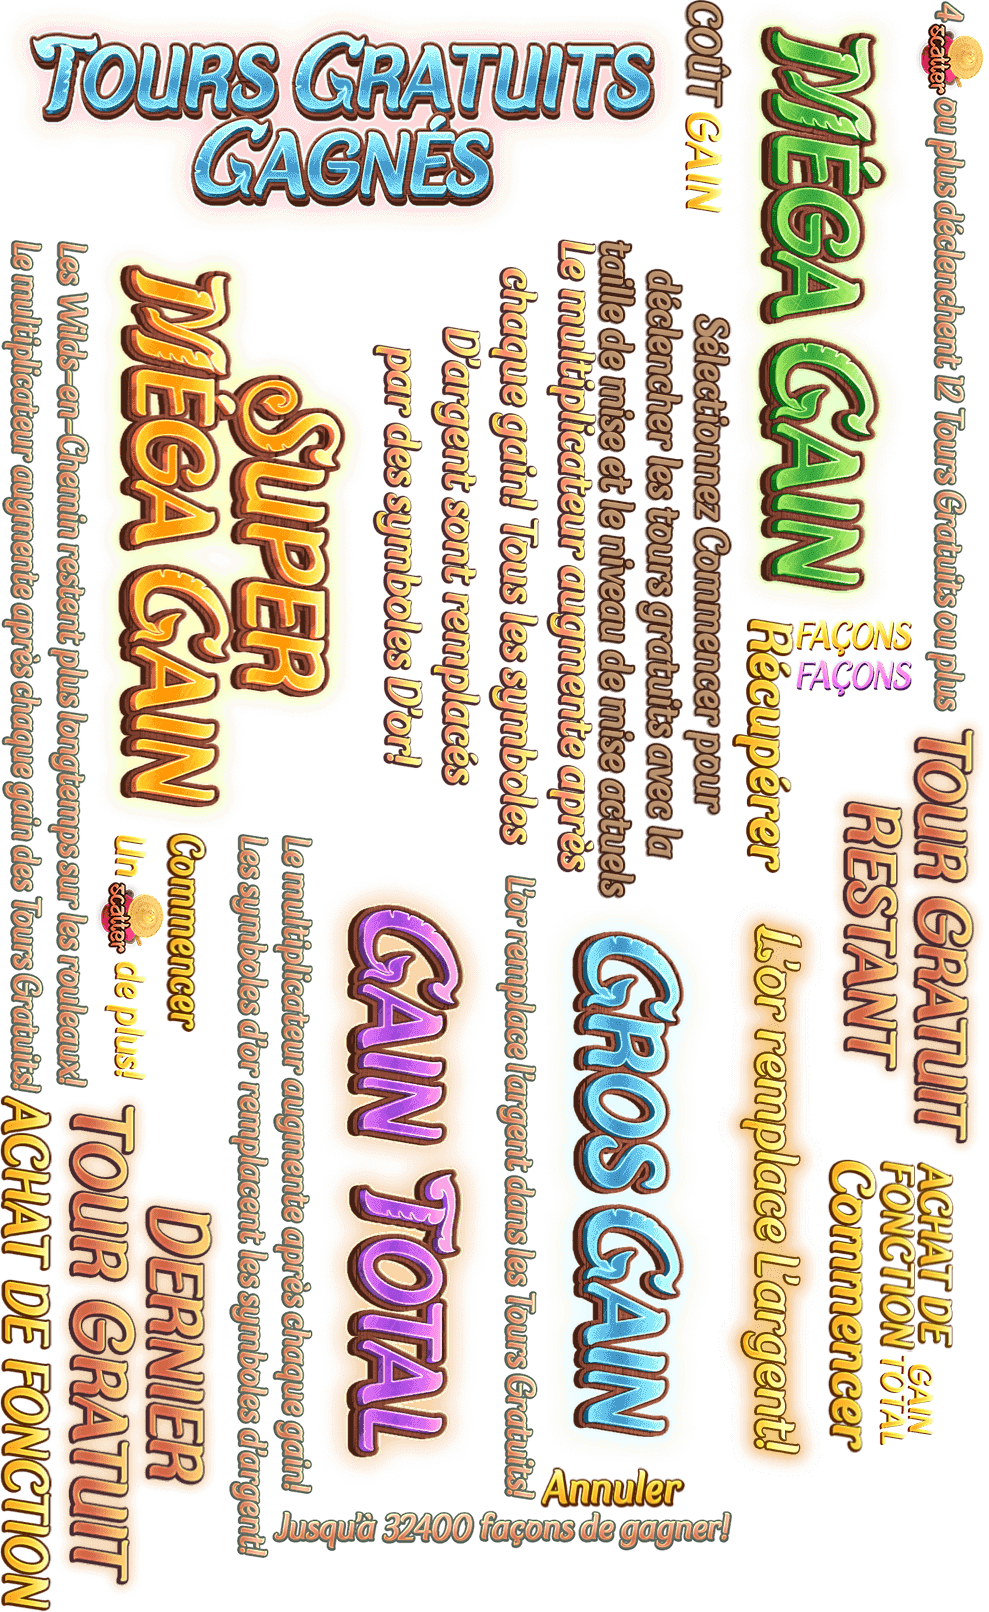 TOURS GRATUITS
GAGNÉS
COÛT GAIN
MÉGA GAIN
4 scatter ou plus déclenchent 12 Tours Gratuits ou plus
Les Wilds-en-Chemin restent plus longtemps sur les rouleaux!
Le multiplicateur augmente après chaque gain des Tours Gratuits!
SUPER
MÉGA GAIN
Sélectionnez Commencer pour
déclencher les tours gratuits avec la
taille de mise et le niveau de mise actuels
Le multiplicateur augmente après
chaque gain! Tous les symboles
D'argent sont remplacés
par des symboles D'or!
FAÇONS
FAÇONS
Récupérer
TOUR GRATUIT
RESTANT
Commencer
Un scatter de plus!
Le multiplicateur augmente après chaque gain!
Les symboles d'or remplacent les symboles d'argent!
GAIN TOTAL
L'or remplace l'argent dans les Tours Gratuits!
GROS GAIN
L'or remplace L'argent!
ACHAT DE
FONCTION
GAIN
TOTAL
Commencer
DERNIER
TOUR GRATUIT
ACHAT DE FONCTION
Annuler
Jusqu'à 32400 façons de gagner!